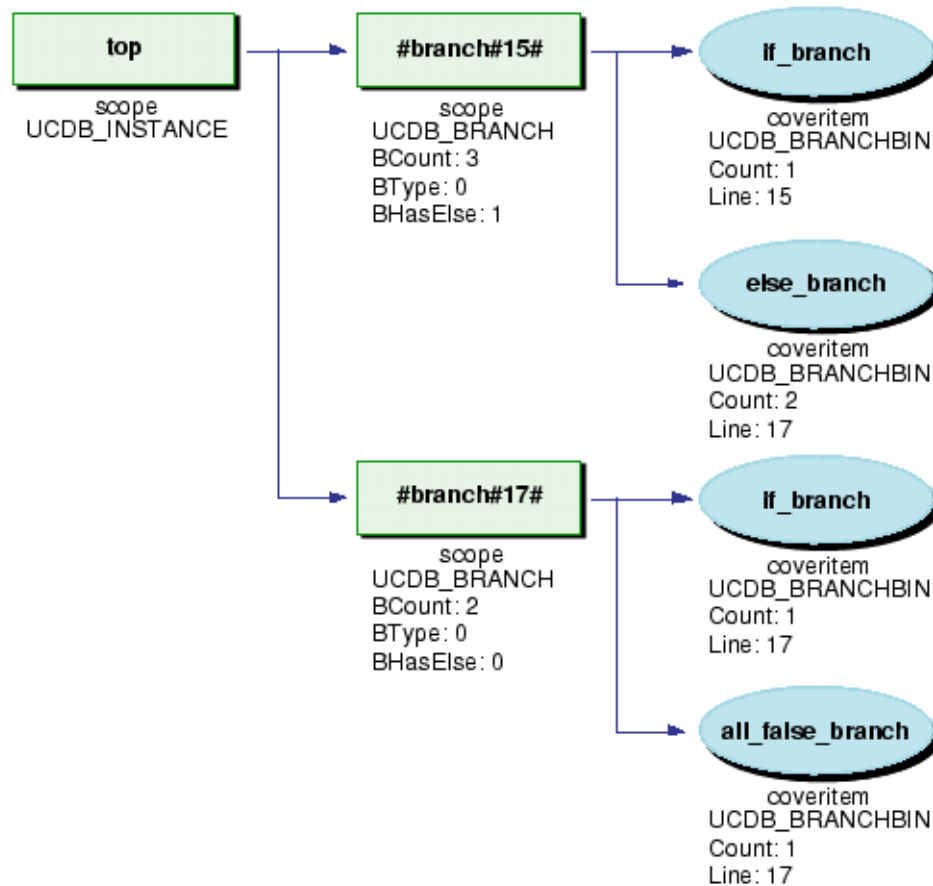 top
scope
UCDB_INSTANCE
#branch#15#
scope
UCDB_BRANCH
BCount: 3
BType: 0
BHasElse: 1
if_branch
coveritem
UCDB_BRANCHBIN
Count: 1
Line: 15
else_branch
coveritem
UCDB_BRANCHBIN
Count: 2
Line: 17
#branch#17#
scope
UCDB_BRANCH
BCount: 2
BType: 0
BHasElse: 0
if_branch
coveritem
UCDB_BRANCHBIN
Count: 1
Line: 17
all_false_branch
coveritem
UCDB_BRANCHBIN
Count: 1
Line: 17